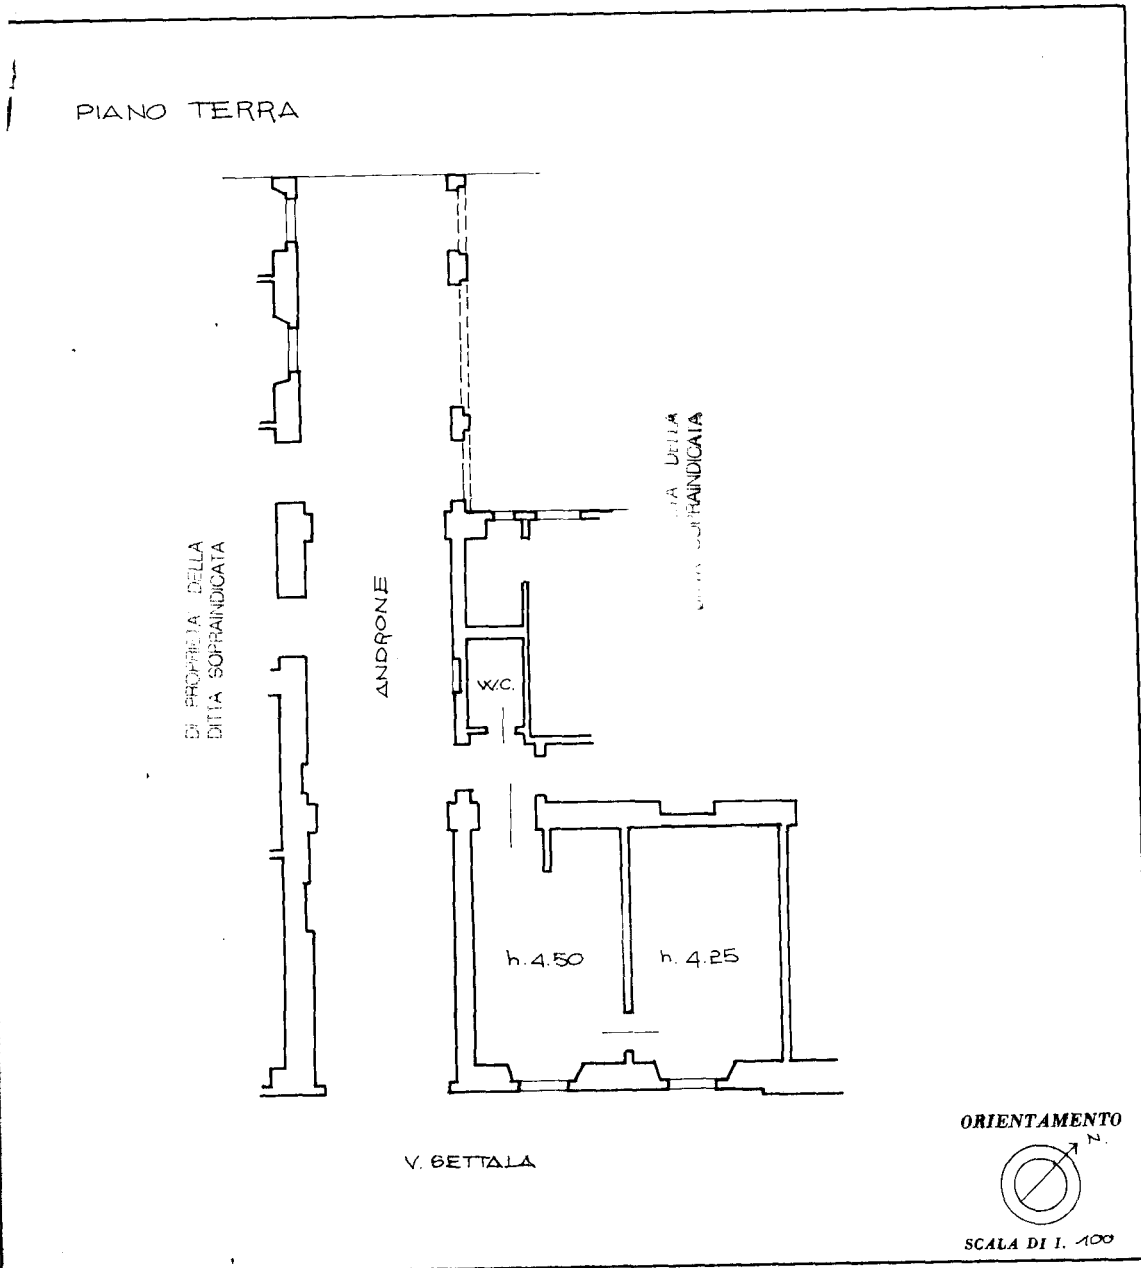 PIANO TERRA
DELLA
SOPRAINDICATA
DI PROPRIETA' DELLA
DITTA SOPRAINDICATA
ANDRONE
W.C.
h. 4.50
h. 4.25
V. SETTALA
ORIENTAMENTO
N.
SCALA DI 1. 100